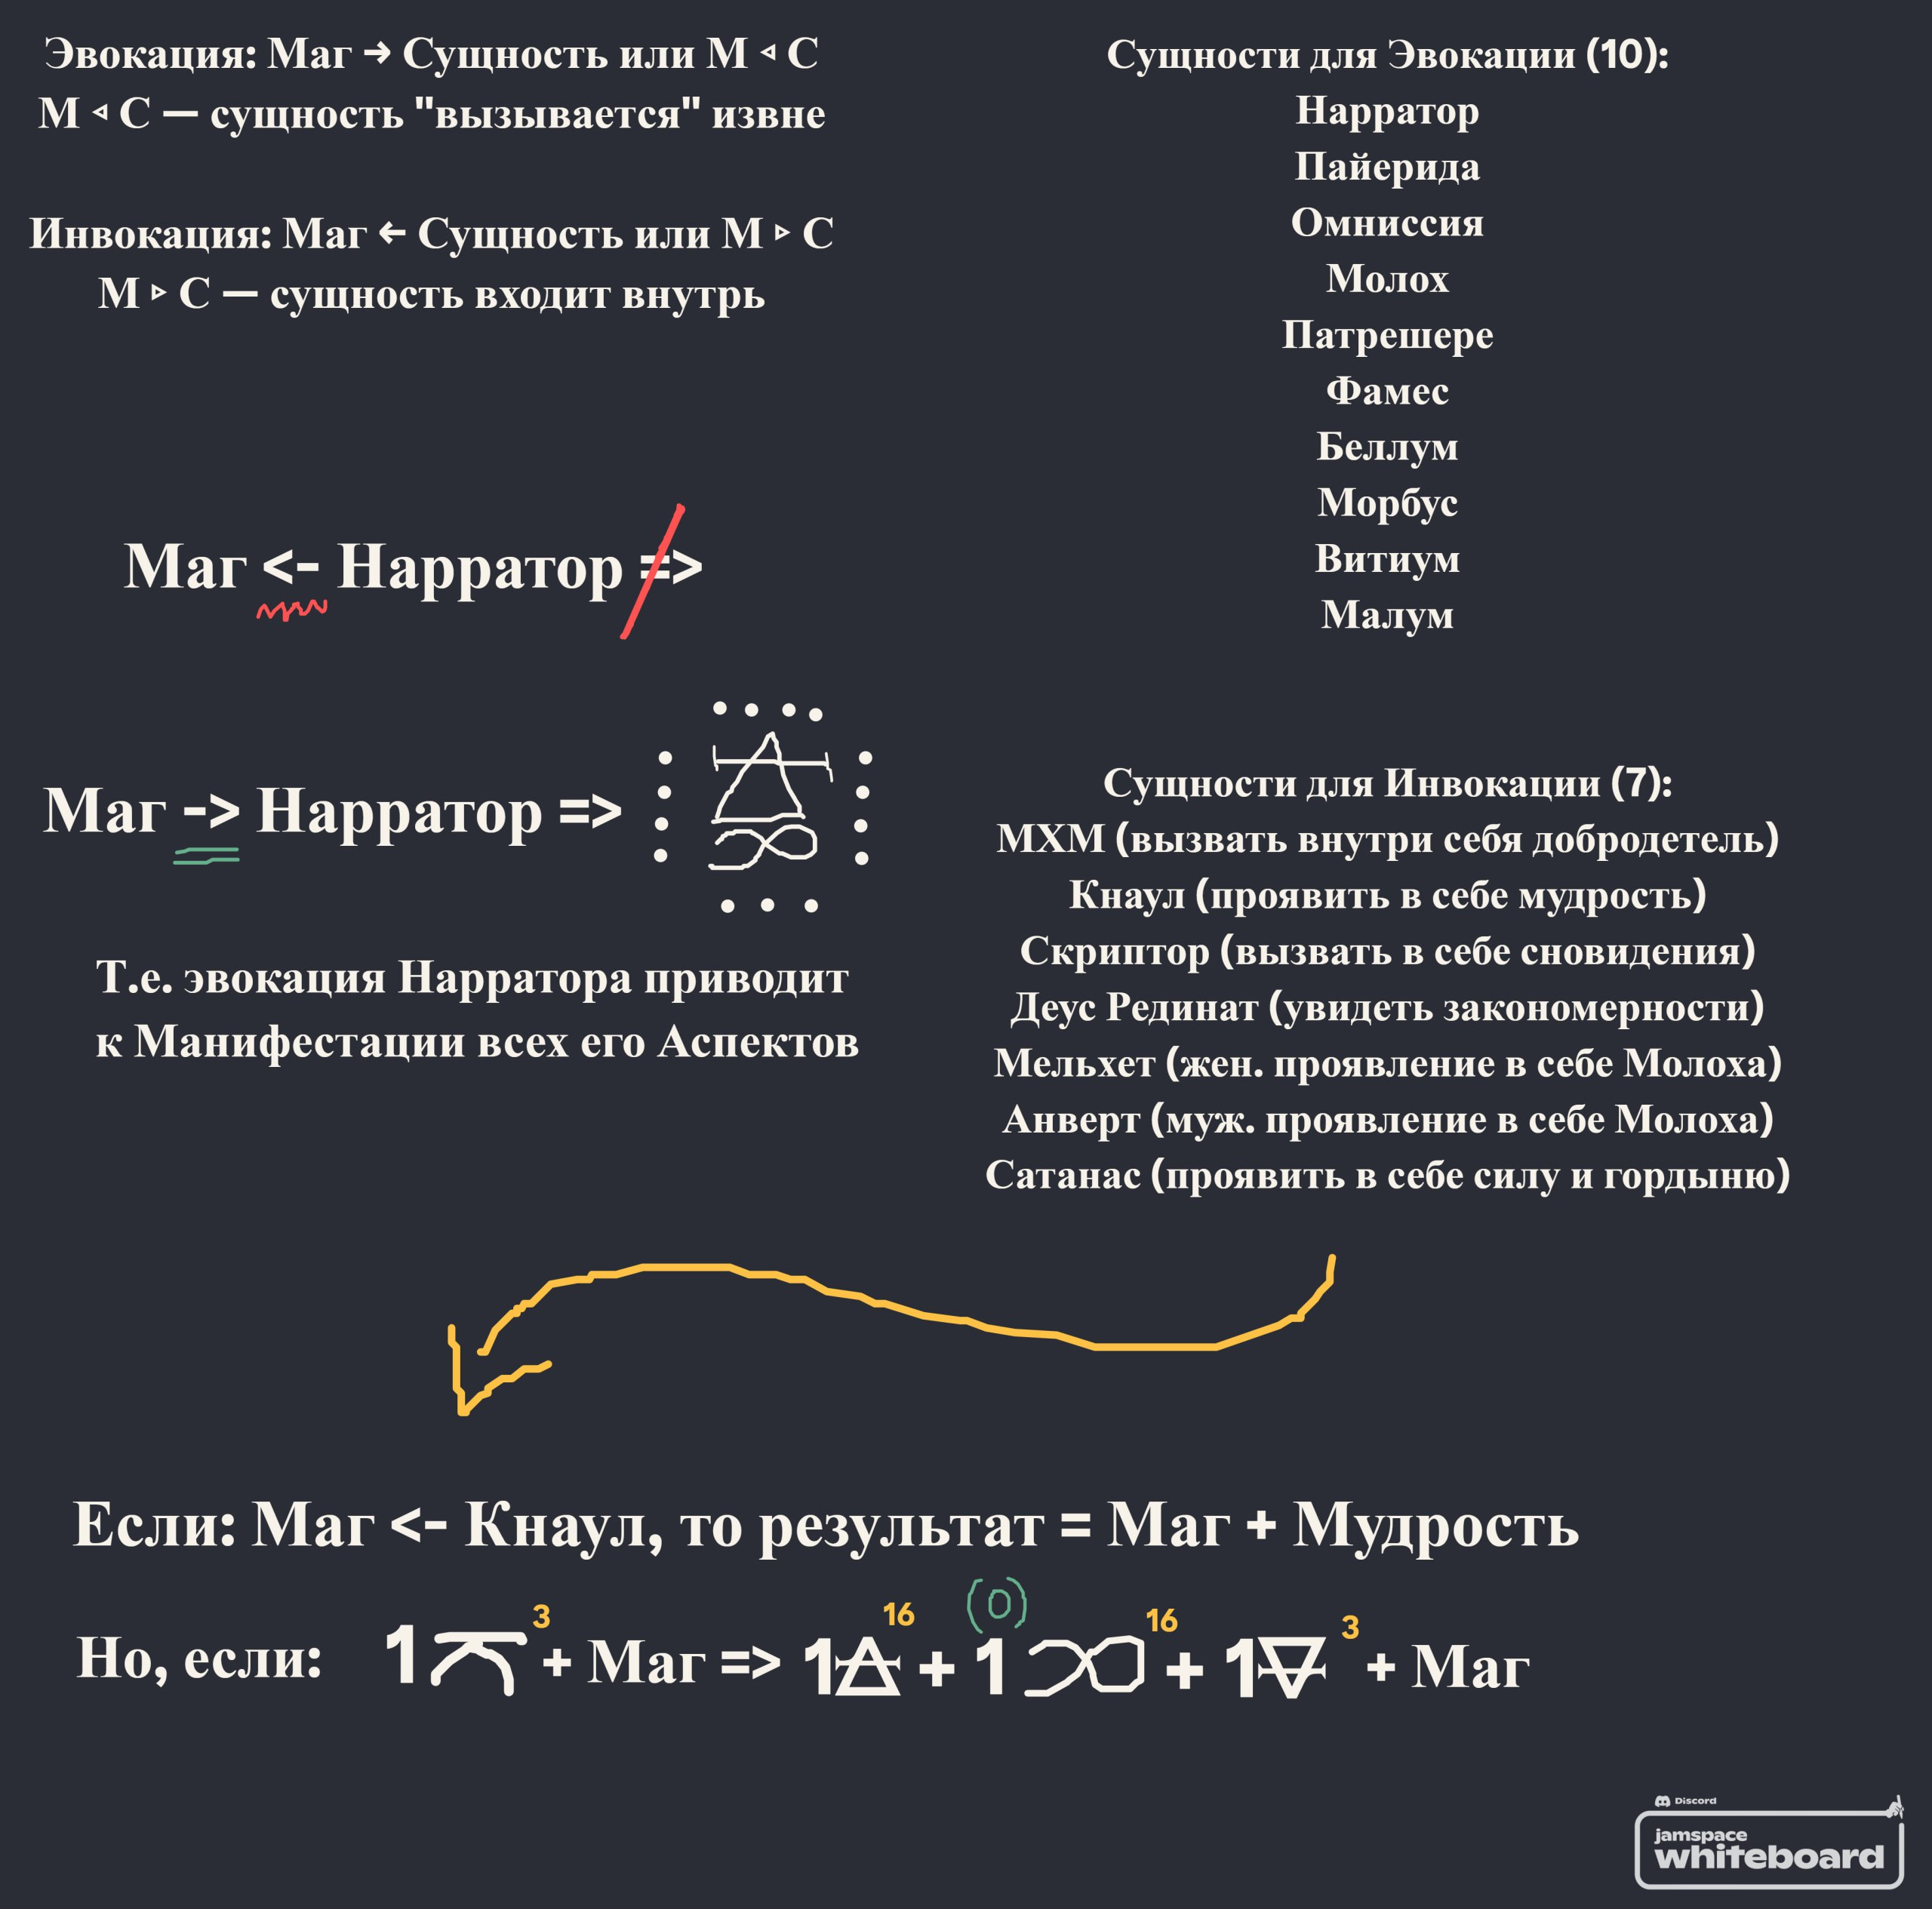 Эвокация: Маг → Сущность или М ◃ С
М ◃ С — сущность "вызывается" извне
Инвокация: Маг ← Сущность или М ▹ С
М ▹ С — сущность входит внутрь
Маг <- Нарратор =>
Маг -> Нарратор =>
Т.е. эвокация Нарратора приводит
к Манифестации всех его Аспектов
Сущности для Эвокации (10):
Нарратор
Пайерида
Омниссия
Молох
Патрешере
Фамес
Беллум
Морбус
Витиум
Малум
Сущности для Инвокации (7):
МХМ (вызвать внутри себя добродетель)
Кнаул (проявить в себе мудрость)
Скриптор (вызвать в себе сновидения)
Деус Рединат (увидеть закономерности)
Мельхет (жен. проявление в себе Молоха)
Анверт (муж. проявление в себе Молоха)
Сатанас (проявить в себе силу и гордыню)
Если: Маг <- Кнаул, то результат = Маг + Мудрость
(0)
Но, если: 1 3 + Маг => 1🜁 16 + 1 16 + 1🜃 3 + Маг
Discord
jamspace
whiteboard